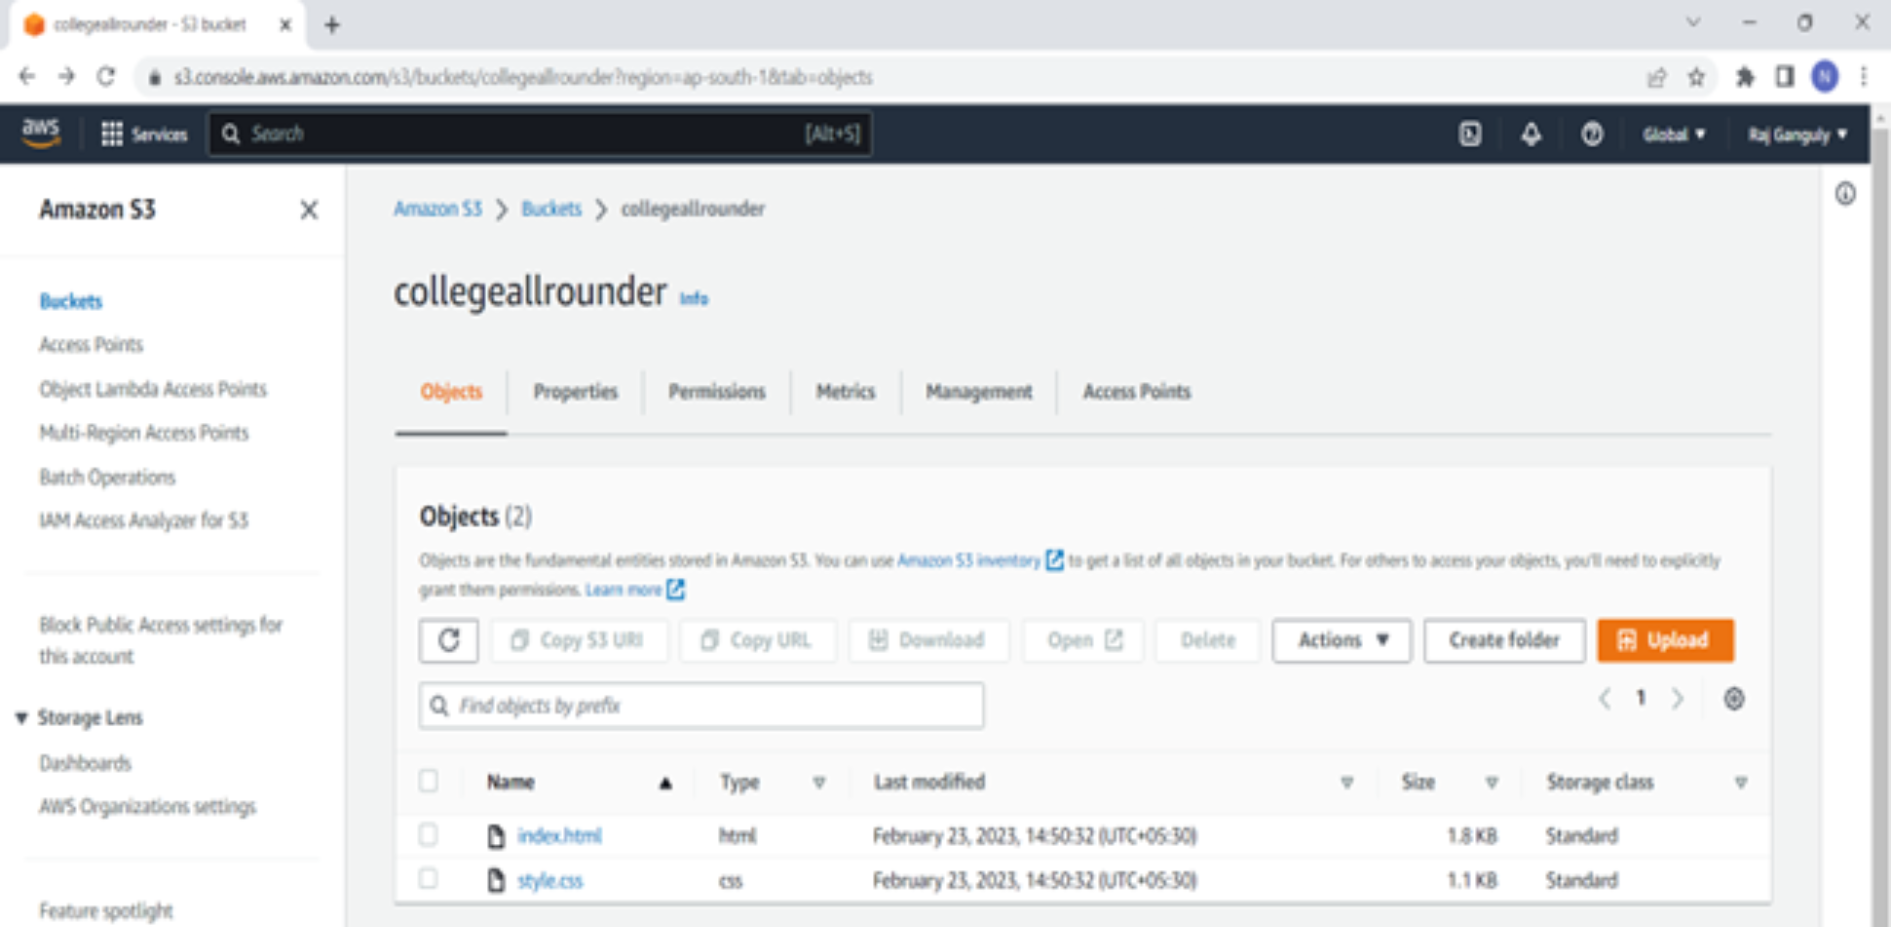 collegeallrounder - S3 bucket
s3.console.aws.amazon.com/s3/buckets/collegeallrounder?region=ap-south-1&tab=objects
N
aws
Services
Search
[Alt+S]
Global
Raj Ganguly
Amazon S3
Buckets
Access Points
Object Lambda Access Points
Multi-Region Access Points
Batch Operations
IAM Access Analyzer for S3
Block Public Access settings for
this account
Storage Lens
Dashboards
AWS Organizations settings
Feature spotlight
Amazon S3 > Buckets > collegeallrounder
collegeallrounder Info
Objects
Properties
Permissions
Metrics
Management
Access Points
Objects (2)
Objects are the fundamental entities stored in Amazon S3. You can use Amazon S3 inventory to get a list of all objects in your bucket. For others to access your objects, you'll need to explicitly
grant them permissions. Learn more
Copy S3 URI
Copy URL
Download
Open
Delete
Actions
Create folder
Upload
Find objects by prefix
1
Name Type Last modified Size Storage class
index.html html February 23, 2023, 14:50:32 (UTC+05:30) 1.8 KB Standard
style.css css February 23, 2023, 14:50:32 (UTC+05:30) 1.1 KB Standard